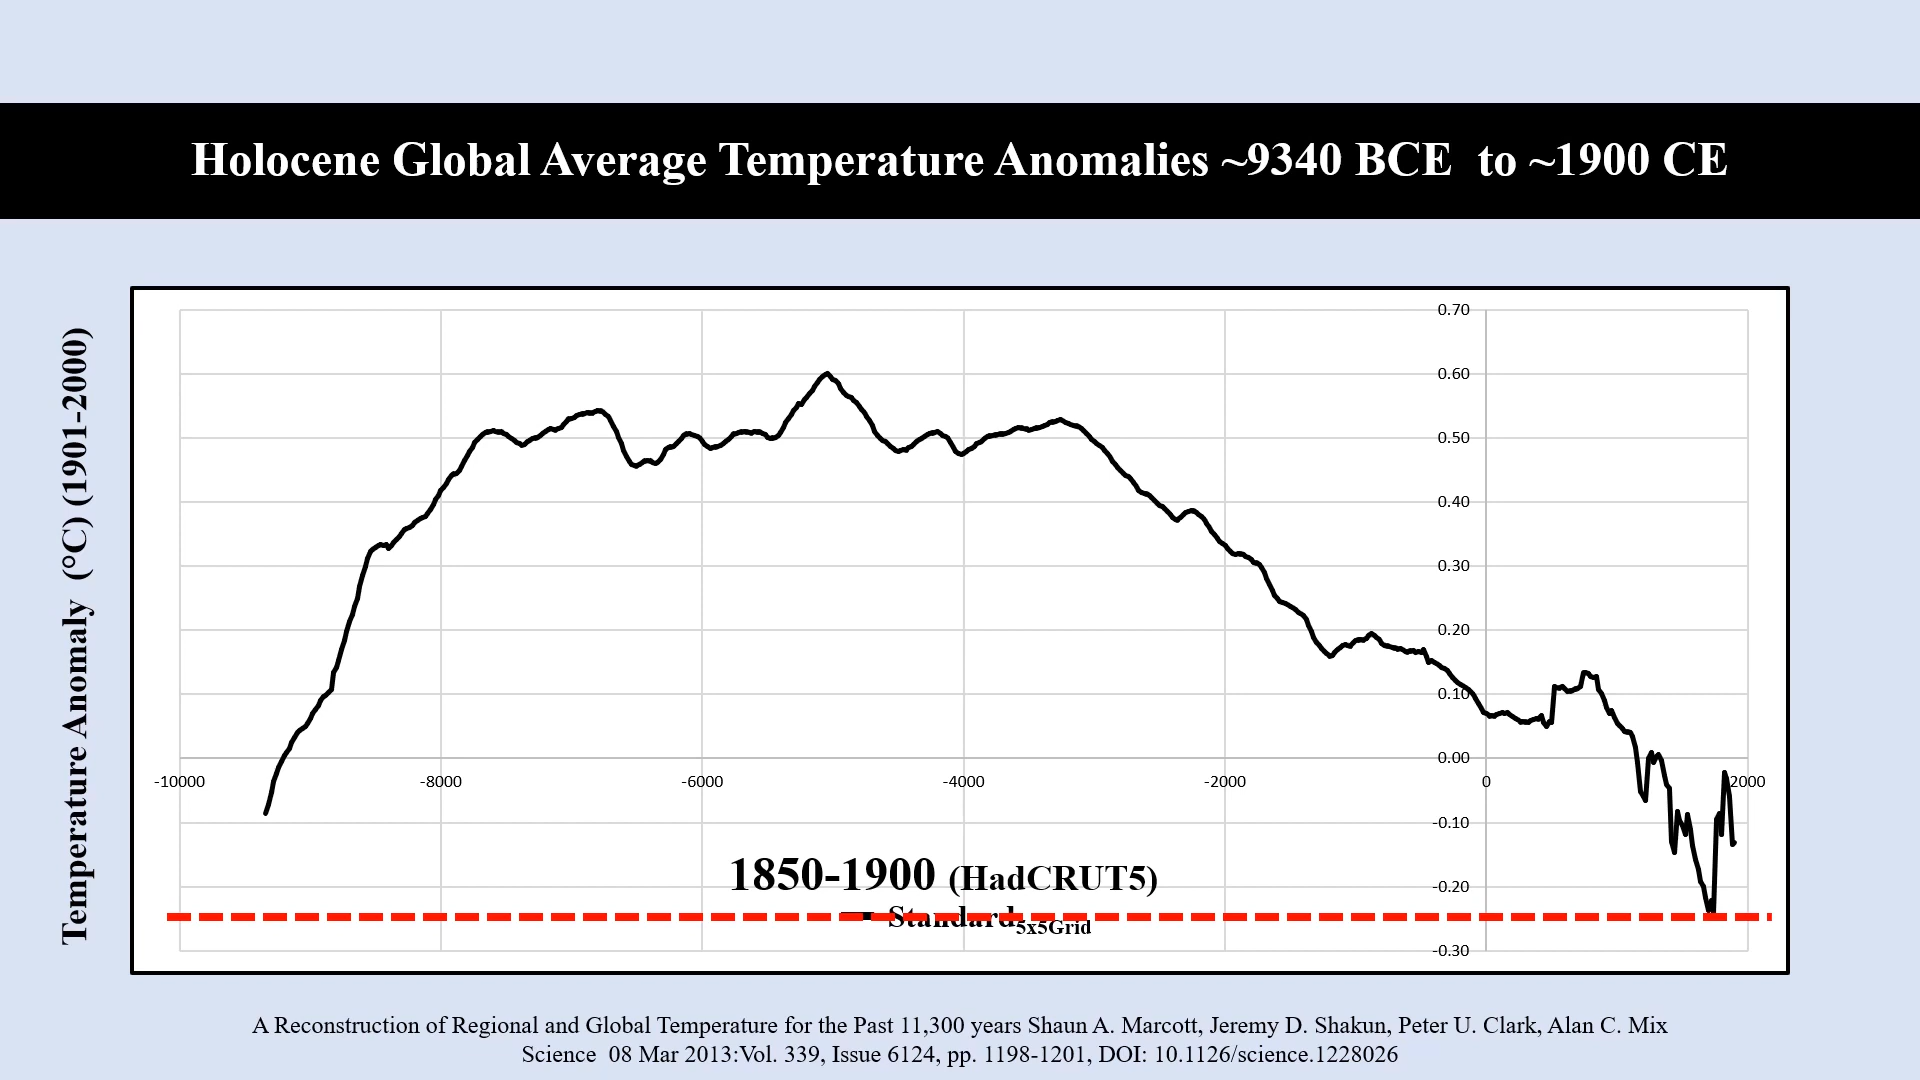 Holocene Global Average Temperature Anomalies ~9340 BCE to ~1900 CE
Temperature Anomaly (°C) (1901-2000)
0.70
0.60
0.50
0.40
0.30
0.20
0.10
0.00
-10000 -8000 -6000 -4000 -2000 0 2000
-0.10
1850-1900 (HadCRUT5)
-0.20
Standard5x5Grid
-0.30
A Reconstruction of Regional and Global Temperature for the Past 11,300 years Shaun A. Marcott, Jeremy D. Shakun, Peter U. Clark, Alan C. Mix
Science 08 Mar 2013:Vol. 339, Issue 6124, pp. 1198-1201, DOI: 10.1126/science.1228026